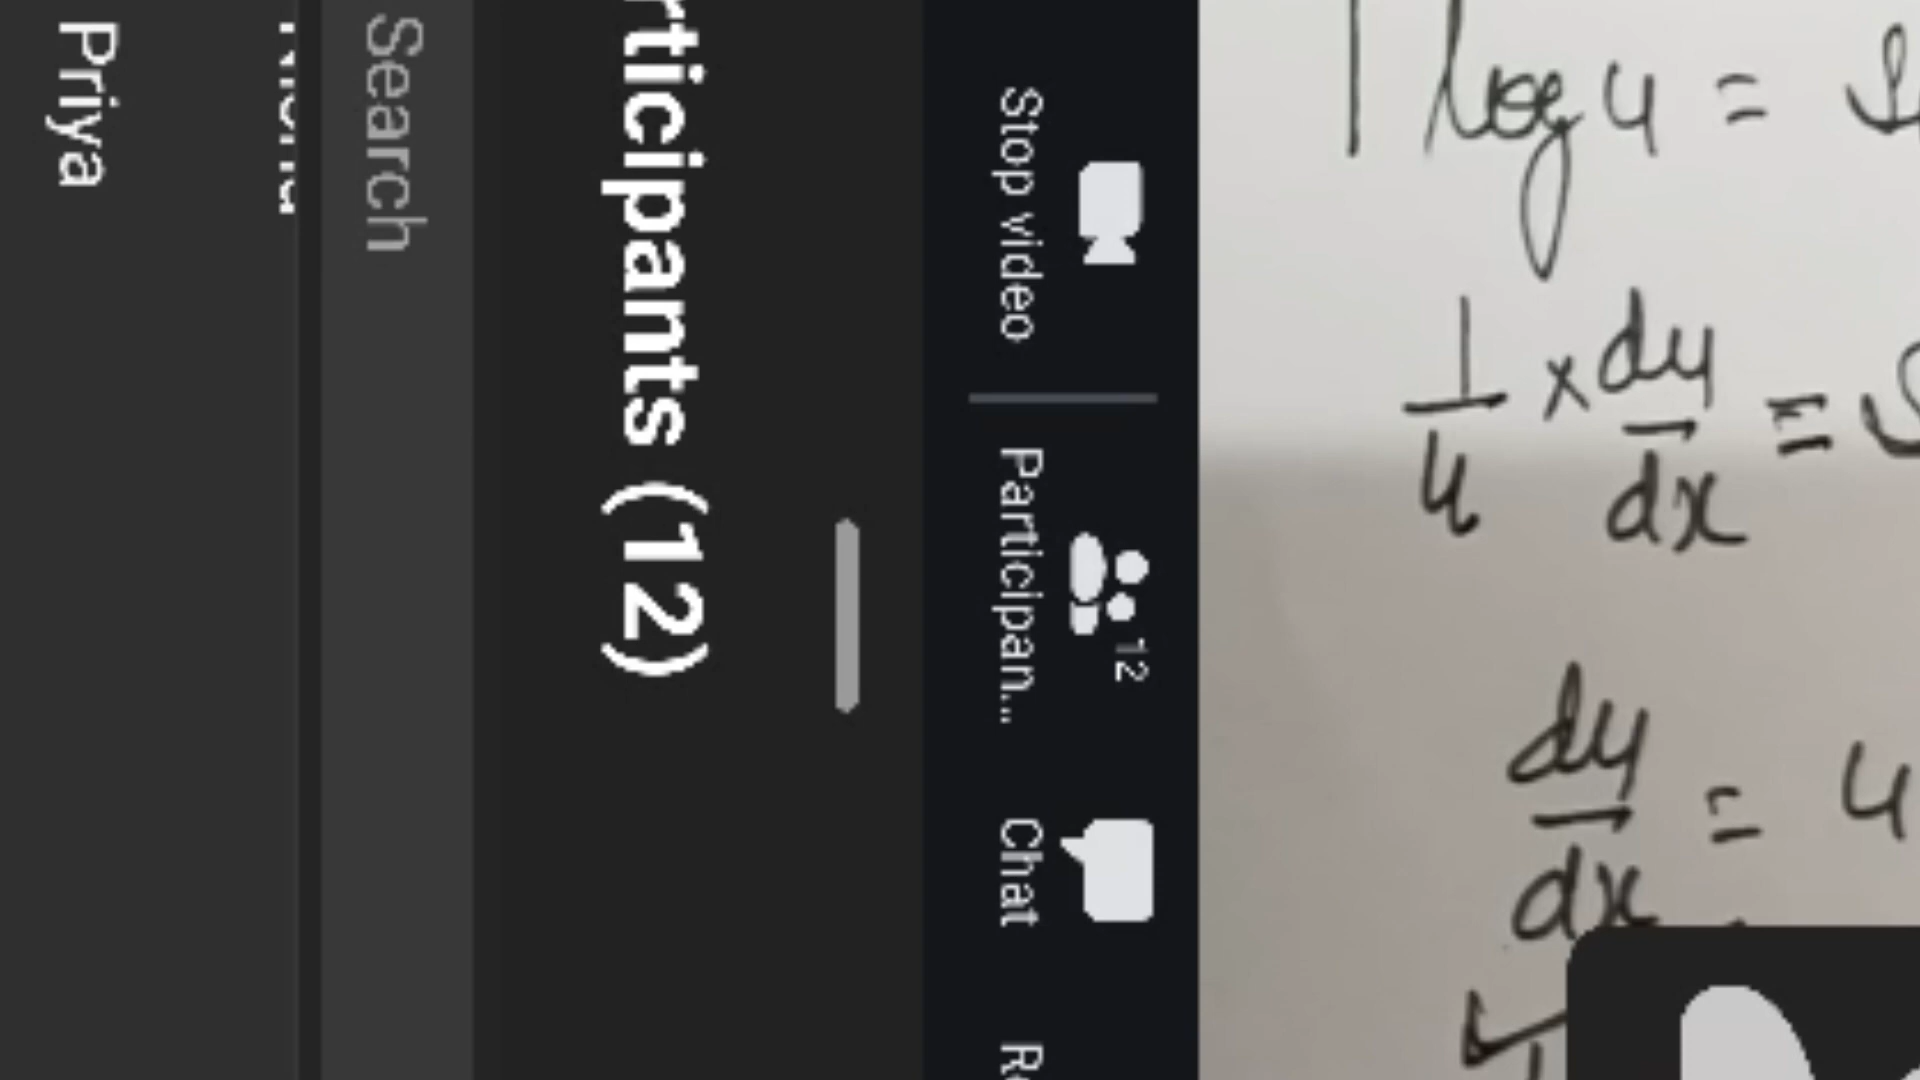 Stop video
Participan...
12
Chat
rticipants (12)
Search
Priya
log y =
1/y × dy/dx =
dy/dx = y